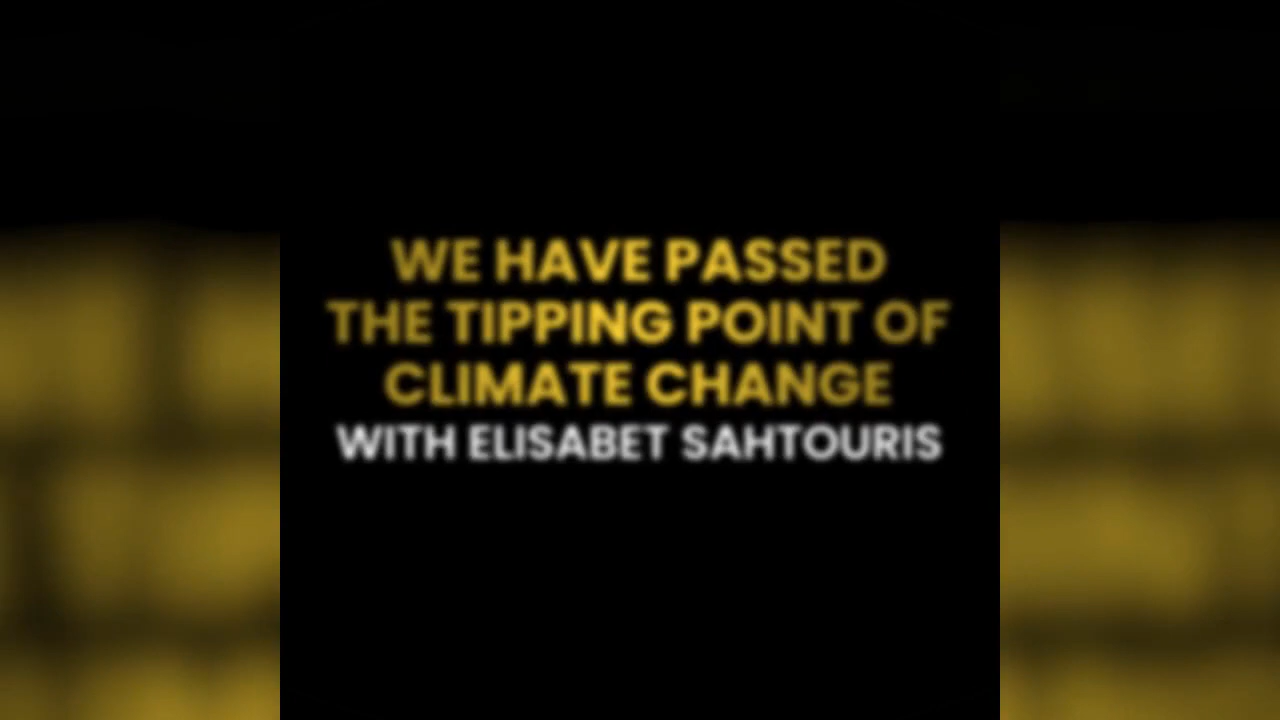 WE HAVE PASSED
THE TIPPING POINT OF
CLIMATE CHANGE
WITH ELISABET SAHTOURIS